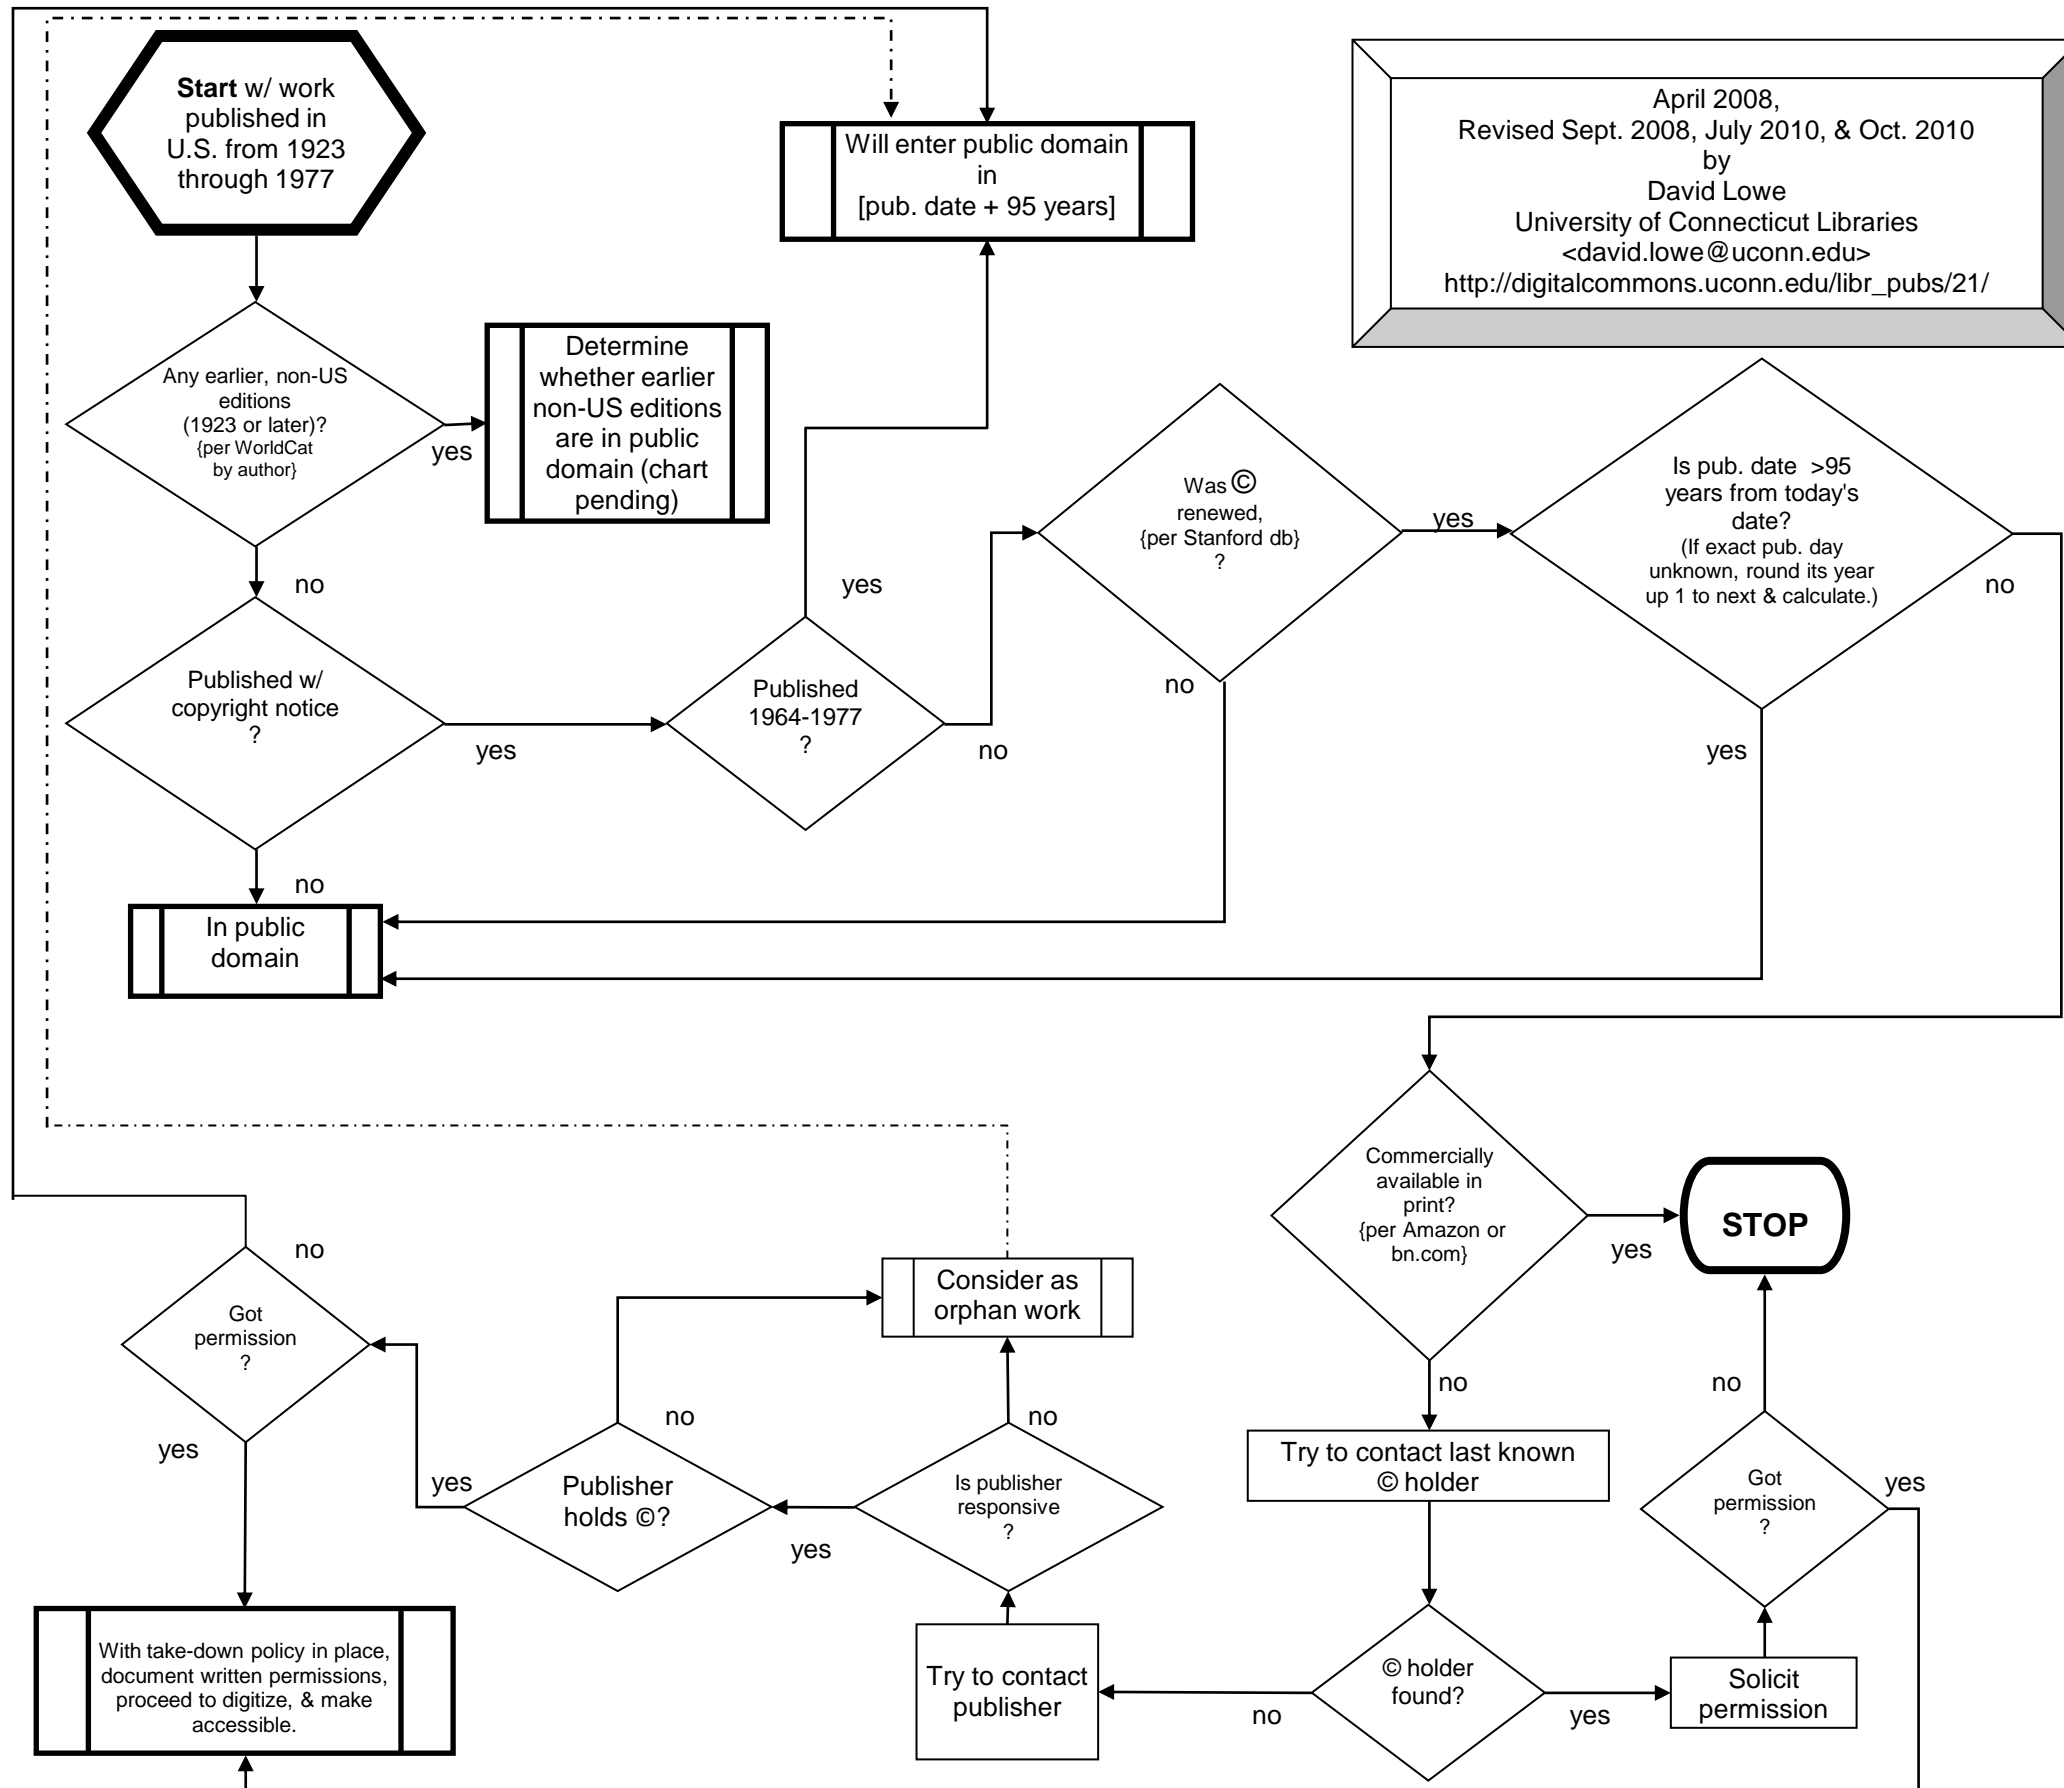 Start w/ work
published in
U.S. from 1923
through 1977
Will enter public domain
in
[pub. date + 95 years]
April 2008,
Revised Sept. 2008, July 2010, & Oct. 2010
by
David Lowe
University of Connecticut Libraries
<david.lowe@uconn.edu>
http://digitalcommons.uconn.edu/libr_pubs/21/
Any earlier, non-US
editions
(1923 or later)?
{per WorldCat
by author}
yes
no
Determine
whether earlier
non-US editions
are in public
domain (chart
pending)
Published w/
copyright notice
?
yes
no
Published
1964-1977
?
yes
no
Was ©
renewed,
{per Stanford db}
?
yes
no
Is pub. date >95
years from today's
date?
(If exact pub. day
unknown, round its year
up 1 to next & calculate.)
no
yes
In public
domain
Commercially
available in
print?
{per Amazon or
bn.com}
yes
no
STOP
Try to contact last known
© holder
© holder
found?
yes
no
Solicit
permission
Got
permission
?
no
yes
Try to contact
publisher
Is publisher
responsive
?
no
yes
Consider as
orphan work
Publisher
holds ©?
no
yes
Got
permission
?
no
yes
With take-down policy in place,
document written permissions,
proceed to digitize, & make
accessible.